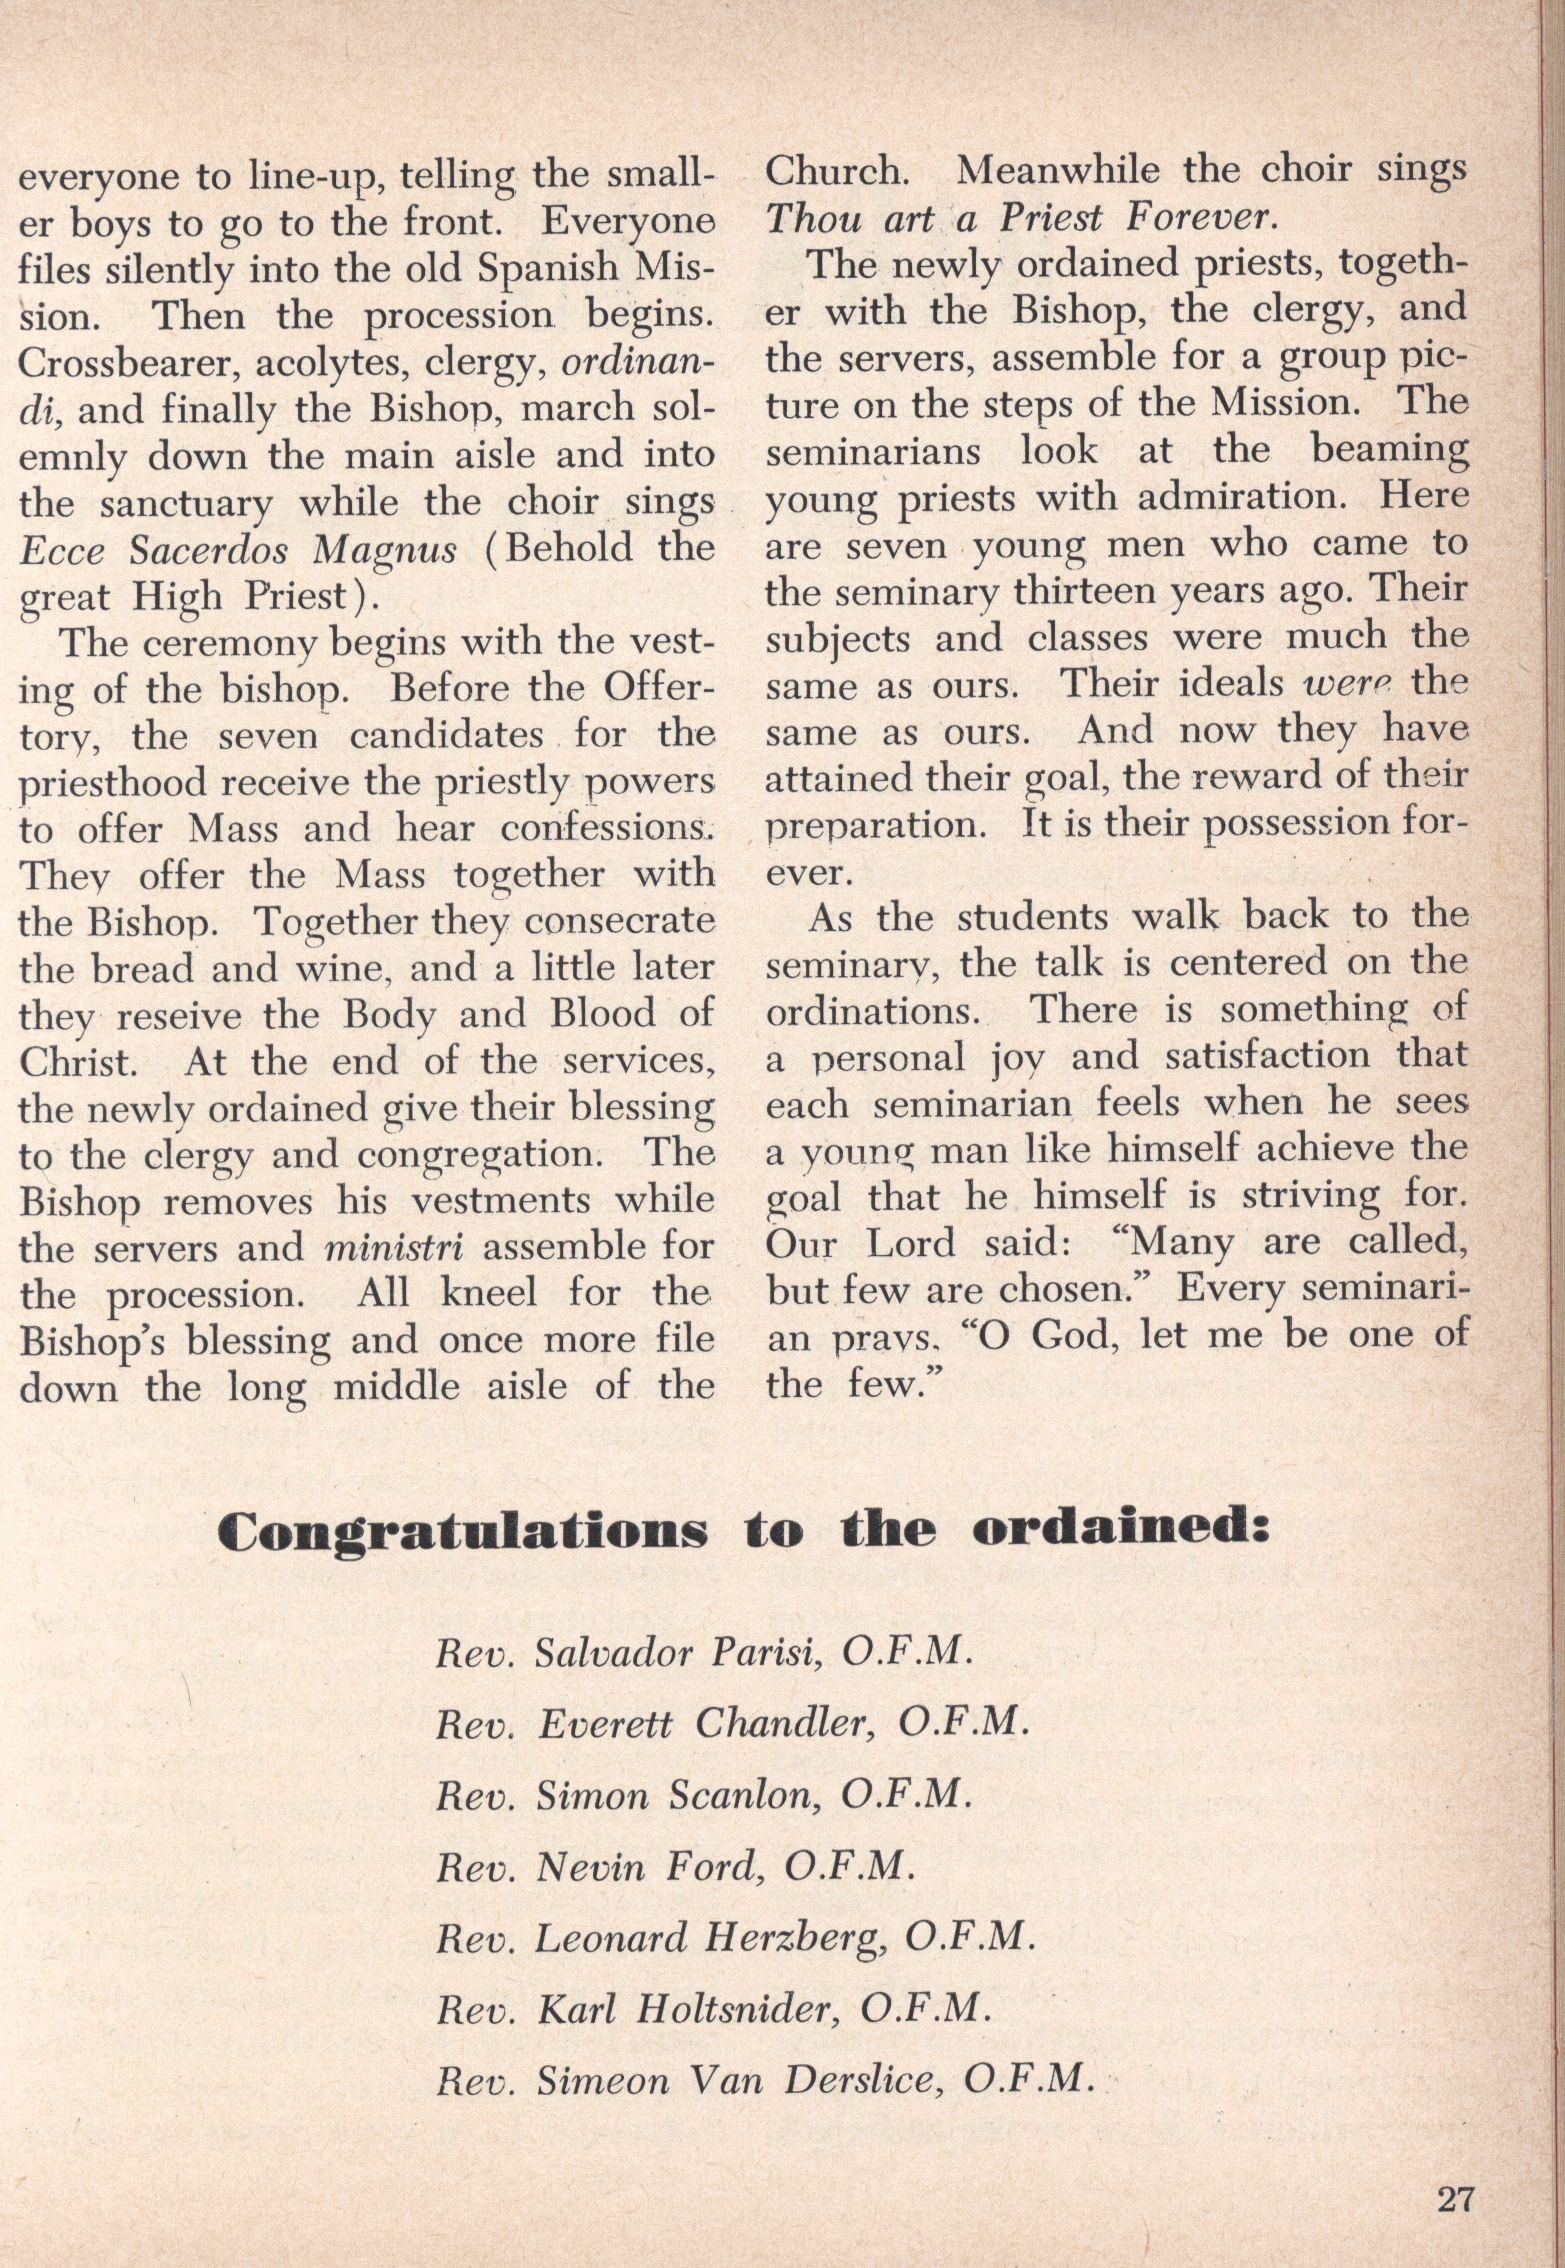 everyone to line-up, telling the small-
er boys to go to the front. Everyone
files silently into the old Spanish Mis-
sion. Then the procession begins.
Crossbearer, acolytes, clergy, ordinan-
di, and finally the Bishop, march sol-
emnly down the main aisle and into
the sanctuary while the choir sings
Ecce Sacerdos Magnus (Behold the
great High Priest).
The ceremony begins with the vest-
ing of the bishop. Before the Offer-
tory, the seven candidates for the
priesthood receive the priestly powers
to offer Mass and hear confessions.
They offer the Mass together with
the Bishop. Together they consecrate
the bread and wine, and a little later
they reseive the Body and Blood of
Christ. At the end of the services,
the newly ordained give their blessing
to the clergy and congregation. The
Bishop removes his vestments while
the servers and ministri assemble for
the procession. All kneel for the
Bishop's blessing and once more file
down the long middle aisle of the
Church. Meanwhile the choir sings
Thou art a Priest Forever.
The newly ordained priests, togeth-
er with the Bishop, the clergy, and
the servers, assemble for a group pic-
ture on the steps of the Mission. The
seminarians look at the beaming
young priests with admiration. Here
are seven young men who came to
the seminary thirteen years ago. Their
subjects and classes were much the
same as ours. Their ideals were the
same as ours. And now they have
attained their goal, the reward of their
preparation. It is their possession for-
ever.
As the students walk back to the
seminary, the talk is centered on the
ordinations. There is something of
a personal joy and satisfaction that
each seminarian feels when he sees
a young man like himself achieve the
goal that he himself is striving for.
Our Lord said: “Many are called,
but few are chosen.” Every seminari-
an prays. “O God, let me be one of
the few.”
Congratulations to the ordained:
Rev. Salvador Parisi, O.F.M.
Rev. Everett Chandler, O.F.M.
Rev. Simon Scanlon, O.F.M.
Rev. Nevin Ford, O.F.M.
Rev. Leonard Herzberg, O.F.M.
Rev. Karl Holtsnider, O.F.M.
Rev. Simeon Van Derslice, O.F.M.
27